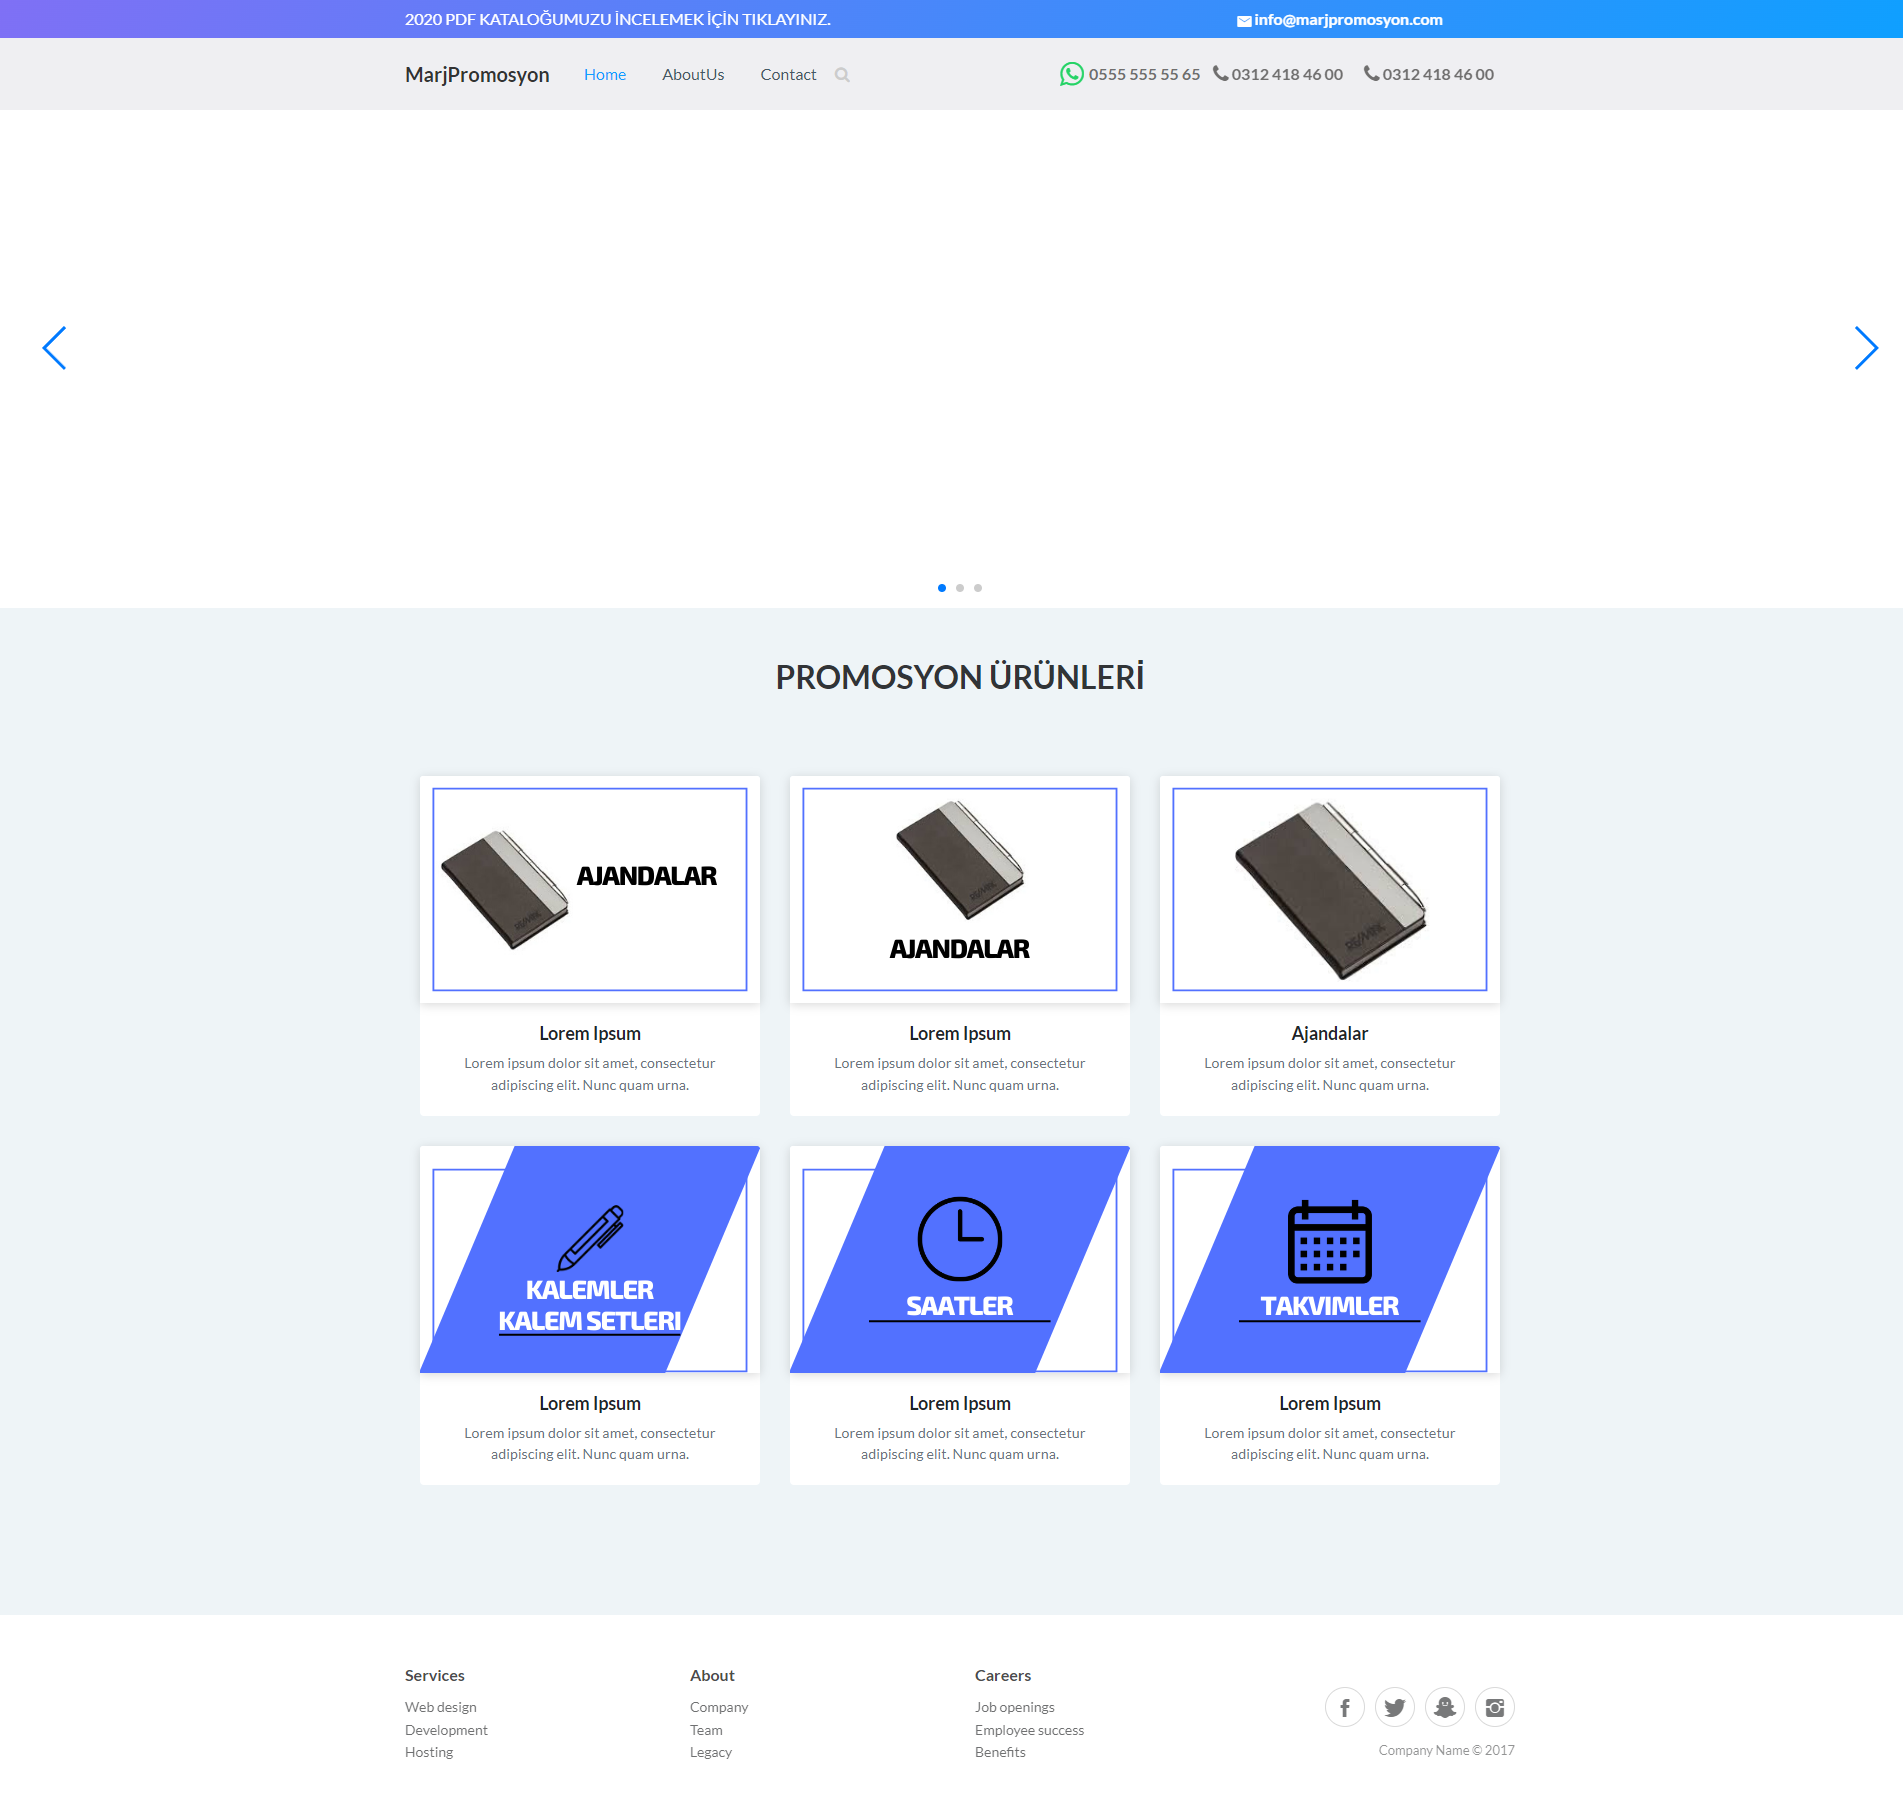 2020 PDF KATALOĞUMUZU İNCELEMEK İÇİN TIKLAYINIZ.
info@marjpromosyon.com
MarjPromosyon
Home
AboutUs
Contact
0555 555 55 65
0312 418 46 00
0312 418 46 00
PROMOSYON ÜRÜNLERİ
AJANDALAR
RE/MAX
AJANDALAR
RE/MAX
RE/MAX
Lorem Ipsum
Lorem ipsum dolor sit amet, consectetur
adipiscing elit. Nunc quam urna.
Lorem Ipsum
Lorem ipsum dolor sit amet, consectetur
adipiscing elit. Nunc quam urna.
Ajandalar
Lorem ipsum dolor sit amet, consectetur
adipiscing elit. Nunc quam urna.
KALEMLER
KALEM SETLERI
SAATLER
TAKVIMLER
Lorem Ipsum
Lorem ipsum dolor sit amet, consectetur
adipiscing elit. Nunc quam urna.
Lorem Ipsum
Lorem ipsum dolor sit amet, consectetur
adipiscing elit. Nunc quam urna.
Lorem Ipsum
Lorem ipsum dolor sit amet, consectetur
adipiscing elit. Nunc quam urna.
Services
Web design
Development
Hosting
About
Company
Team
Legacy
Careers
Job openings
Employee success
Benefits
Company Name © 2017